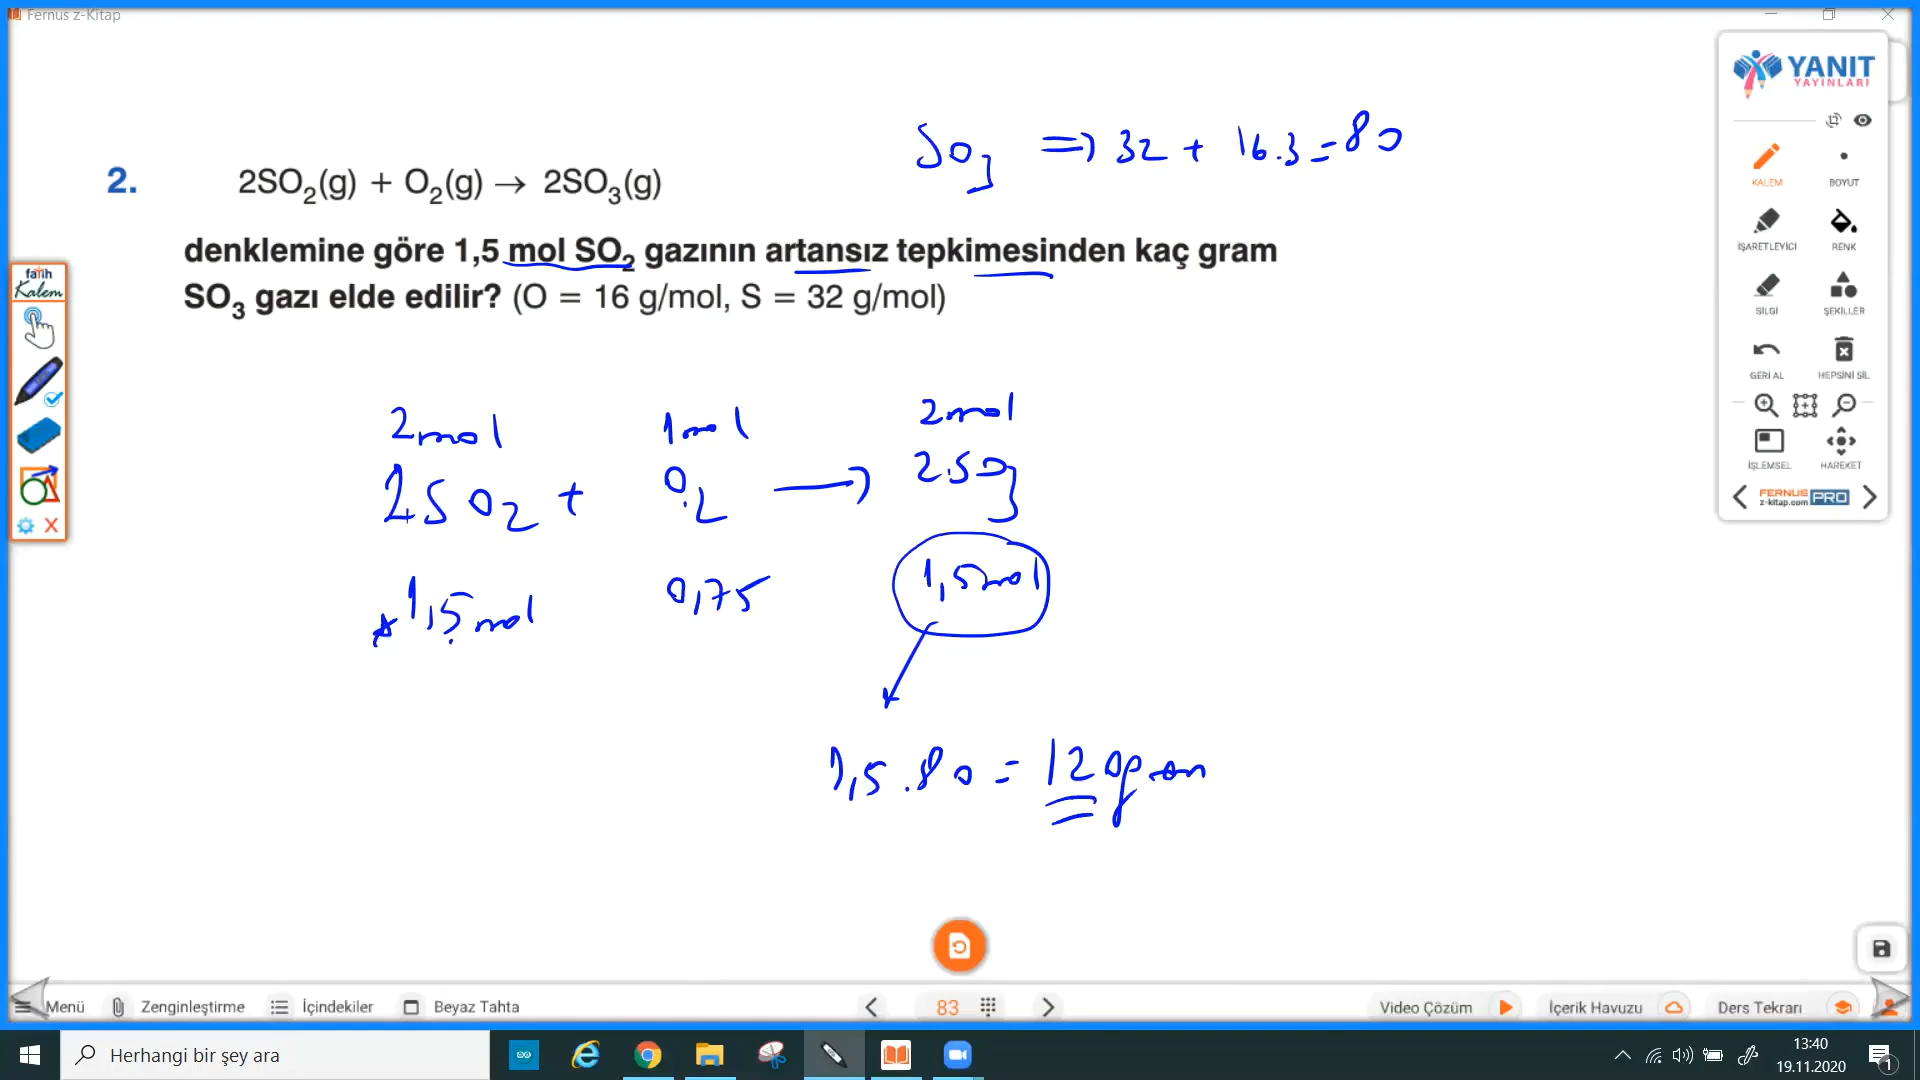 Fernus z-Kitap
YANIT
YAYINLARI
SO3 => 32 + 16.3 = 80
2. 2SO₂(g) + O₂(g) → 2SO₃(g)
denklemine göre 1,5 mol SO₂ gazının artansız tepkimesinden kaç gram
SO₃ gazı elde edilir? (O = 16 g/mol, S = 32 g/mol)
fatih
Kalem
KALEM BOYUT
İŞARETLEYİCİ RENK
SİLGİ ŞEKİLLER
GERİ AL HEPSİNİ SİL
İŞLEMSEL HAREKET
FERNUS PRO
z-kitap.com
2mol 1mol 2mol
2SO2 + O2 → 2SO3
1,5mol 0,75 1,5mol
1,5.80 = 120gram
Menü Zenginleştirme İçindekiler Beyaz Tahta 83 Video Çözüm İçerik Havuzu Ders Tekrarı
Herhangi bir şey ara
13:40
19.11.2020
1